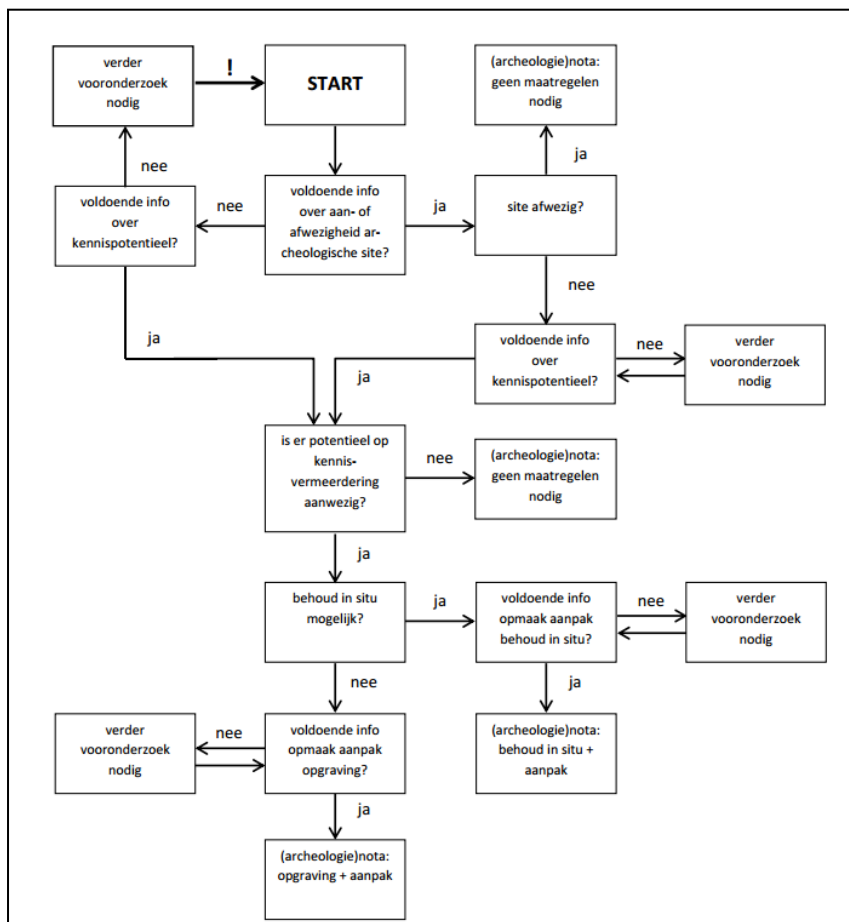 verder
vooronderzoek
nodig
!
START
(archeologie)nota:
geen maatregelen
nodig
nee
ja
voldoende info
over
kennispotentieel?
nee
voldoende info
over aan- of
afwezigheid ar-
cheologische site?
ja
site afwezig?
nee
ja
voldoende info
over
kennispotentieel?
nee
verder
vooronderzoek
nodig
ja
is er potentieel op
kennis-
vermeerdering
aanwezig?
nee
(archeologie)nota:
geen maatregelen
nodig
ja
behoud in situ
mogelijk?
ja
voldoende info
opmaak aanpak
behoud in situ?
nee
verder
vooronderzoek
nodig
nee
ja
verder
vooronderzoek
nodig
nee
voldoende info
opmaak aanpak
opgraving?
(archeologie)nota:
behoud in situ +
aanpak
ja
(archeologie)nota:
opgraving + aanpak